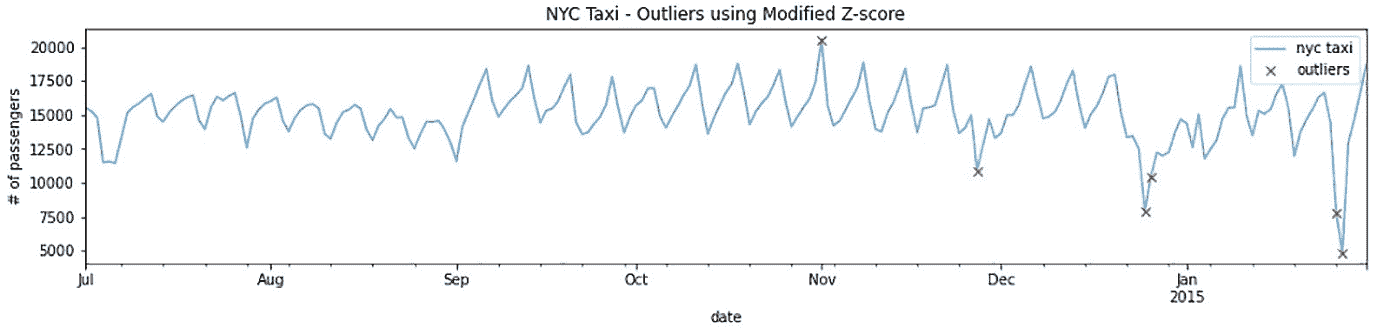 NYC Taxi - Outliers using Modified Z-score
# of passengers
20000
17500
15000
12500
10000
7500
5000
nyc taxi
outliers
Jul Aug Sep Oct Nov Dec Jan
2015
date